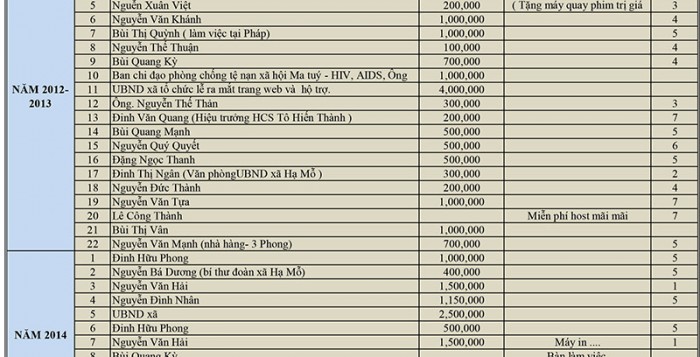 5 Nguễn Xuân Việt 200,000 ( Tặng máy quay phim trị giá 3
6 Nguyễn Văn Khánh 1,000,000 4
7 Bùi Thị Quỳnh ( làm việc tại Pháp) 1,000,000 5
8 Nguyễn Thế Thuận 100,000 4
9 Bùi Quang Kỳ 700,000 4
10 Ban chỉ đạo phòng chống tệ nạn xã hội Ma tuý - HIV, AIDS, Ông 1,000,000
NĂM 2012-2013
11 UBND xã tổ chức lễ ra mắt trang web và hỗ trợ. 4,000,000
12 Ông. Nguyễn Thế Thản 300,000 3
13 Đinh Văn Quang (Hiệu trưởng HCS Tô Hiến Thành ) 200,000 7
14 Bùi Quang Mạnh 500,000 5
15 Nguyễn Quý Quyết 500,000 6
16 Đặng Ngọc Thanh 500,000 5
17 Đinh Thị Ngân (Văn phòngUBND xã Hạ Mỗ ) 300,000 2
18 Nguyễn Đức Thành 200,000 4
19 Nguyễn Văn Tựa 1,000,000 7
20 Lê Công Thành Miễn phí host mãi mãi 7
21 Bùi Thị Vân 1,000,000
22 Nguyễn Văn Mạnh (nhà hàng- 3 Phong) 700,000 5
1 Đinh Hữu Phong 1,000,000 5
2 Nguyễn Bá Dương (bí thư đoàn xã Hạ Mỗ) 400,000 5
3 Nguyễn Văn Hải 1,500,000 1
4 Nguyễn Đình Nhân 1,150,000 5
5 UBND xã 2,500,000
NĂM 2014
6 Đinh Hữu Phong 500,000 5
7 Nguyễn Văn Hải 1,500,000 Máy in .... 1
8 Bùi Quang Kỳ Bàn làm việc